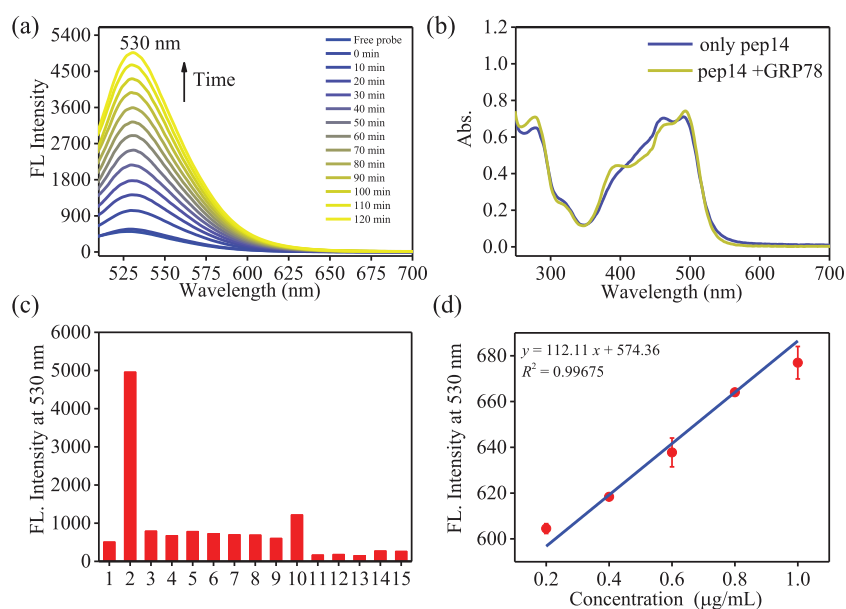 (a)
5400
4500
3600
2700
1800
900
0
FL Intensity
530 nm
Time
Free probe
0 min
10 min
20 min
30 min
40 min
50 min
60 min
70 min
80 min
90 min
100 min
110 min
120 min
525 550 575 600 625 650 675 700
Wavelength (nm)
(b)
1.2
1.0
0.8
0.6
0.4
0.2
0.0
Abs.
only pep14
pep14 +GRP78
300 400 500 600 700
Wavelength (nm)
(c)
6000
5000
4000
3000
2000
1000
0
FL. Intensity at 530 nm
1 2 3 4 5 6 7 8 9 10 11 12 13 14 15
(d)
680
660
640
620
600
FL. Intensity at 530 nm
y = 112.11 x + 574.36
R² = 0.99675
0.2 0.4 0.6 0.8 1.0
Concentration (μg/mL)